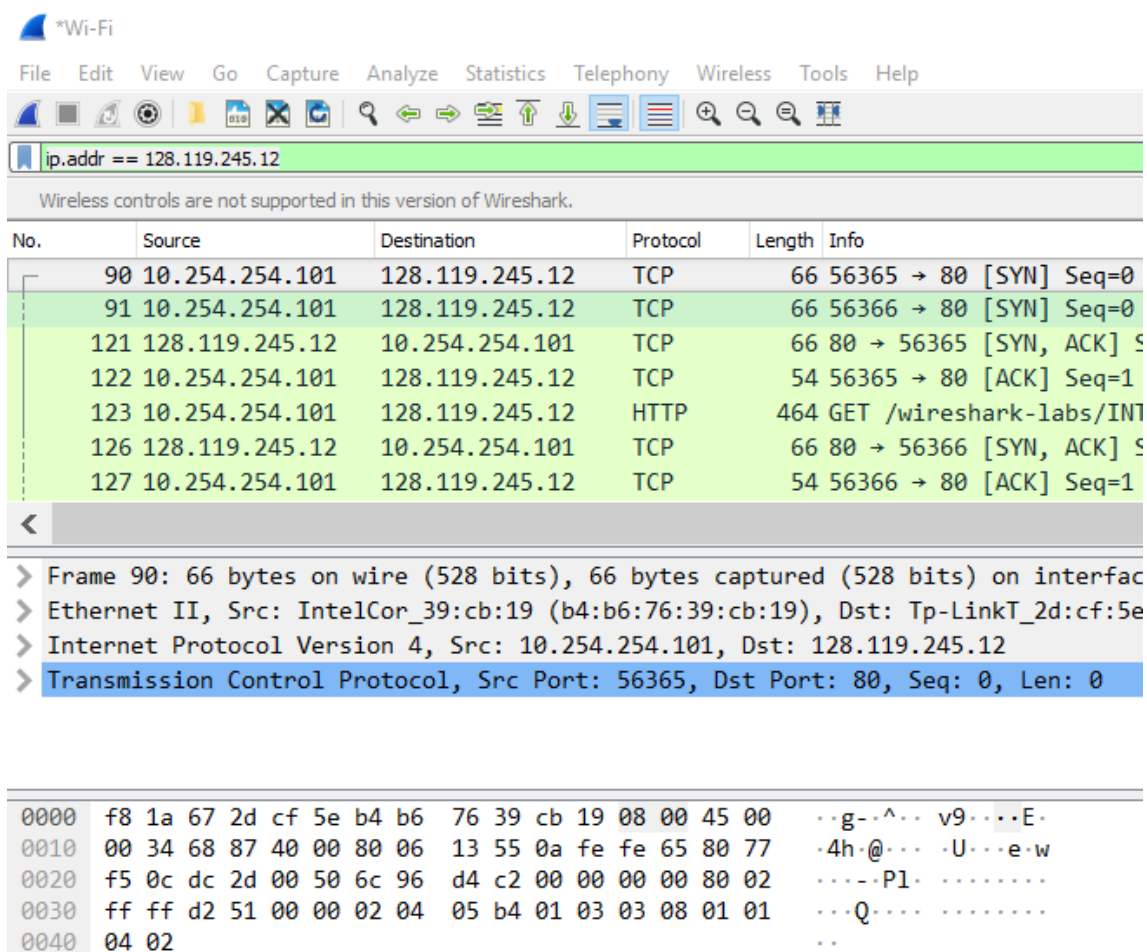 *Wi-Fi
File Edit View Go Capture Analyze Statistics Telephony Wireless Tools Help
ip.addr == 128.119.245.12
Wireless controls are not supported in this version of Wireshark.
No. Source Destination Protocol Length Info
90 10.254.254.101 128.119.245.12 TCP 66 56365 → 80 [SYN] Seq=0
91 10.254.254.101 128.119.245.12 TCP 66 56366 → 80 [SYN] Seq=0
121 128.119.245.12 10.254.254.101 TCP 66 80 → 56365 [SYN, ACK] S
122 10.254.254.101 128.119.245.12 TCP 54 56365 → 80 [ACK] Seq=1
123 10.254.254.101 128.119.245.12 HTTP 464 GET /wireshark-labs/INT
126 128.119.245.12 10.254.254.101 TCP 66 80 → 56366 [SYN, ACK] S
127 10.254.254.101 128.119.245.12 TCP 54 56366 → 80 [ACK] Seq=1
Frame 90: 66 bytes on wire (528 bits), 66 bytes captured (528 bits) on interfac
Ethernet II, Src: IntelCor_39:cb:19 (b4:b6:76:39:cb:19), Dst: Tp-LinkT_2d:cf:5e
Internet Protocol Version 4, Src: 10.254.254.101, Dst: 128.119.245.12
Transmission Control Protocol, Src Port: 56365, Dst Port: 80, Seq: 0, Len: 0
0000 f8 1a 67 2d cf 5e b4 b6 76 39 cb 19 08 00 45 00 ··g-·^·· v9····E·
0010 00 34 68 87 40 00 80 06 13 55 0a fe fe 65 80 77 ·4h·@··· ·U···e·w
0020 f5 0c dc 2d 00 50 6c 96 d4 c2 00 00 00 00 80 02 ···-·Pl· ········
0030 ff ff d2 51 00 00 02 04 05 b4 01 03 03 08 01 01 ···Q···· ········
0040 04 02 ··